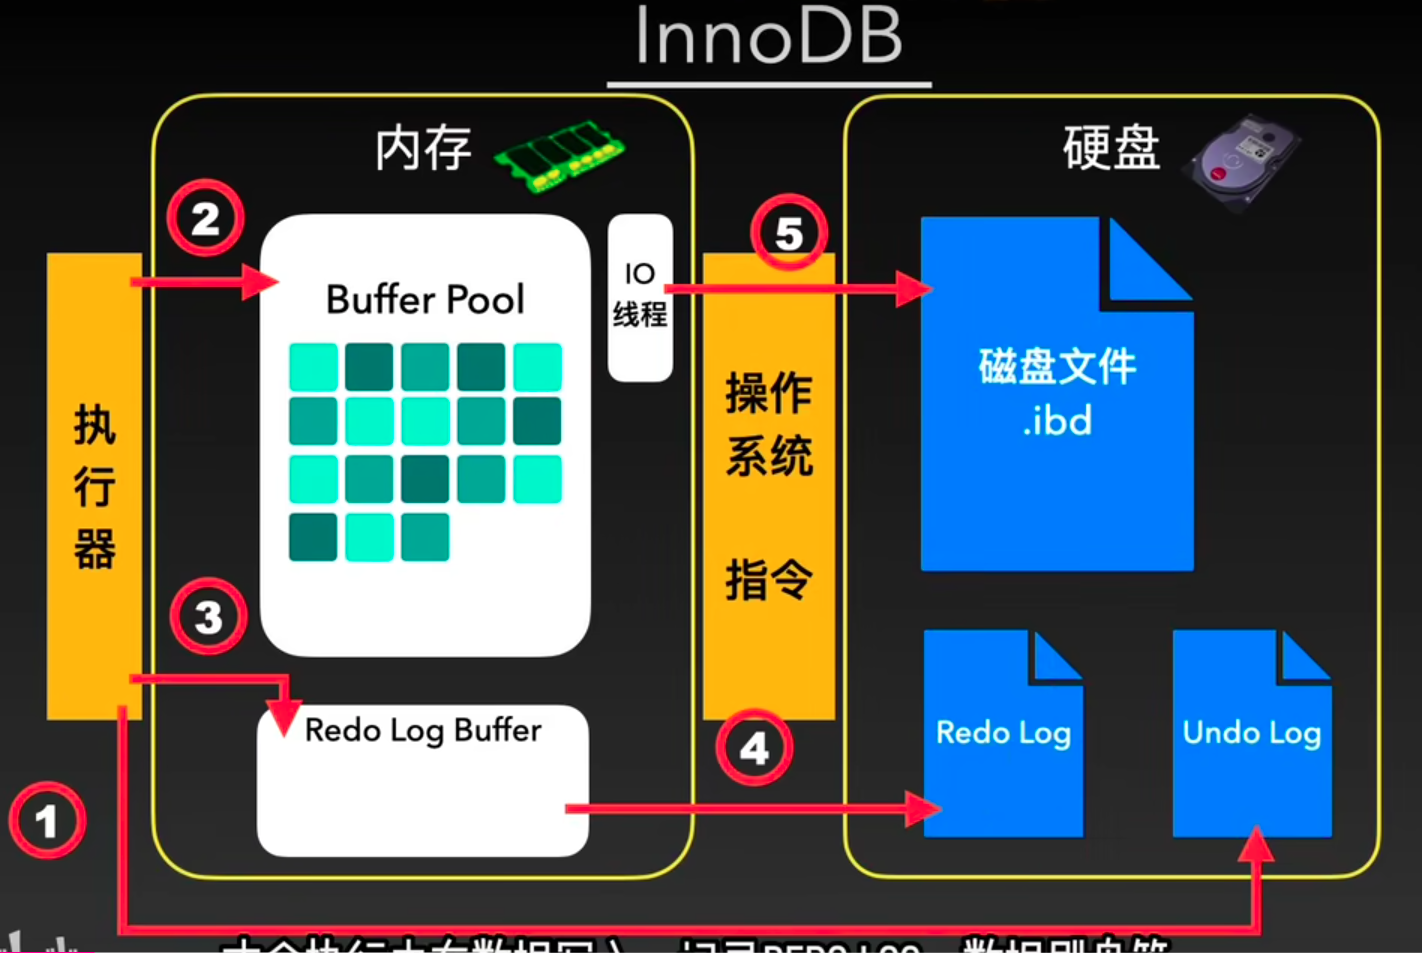 InnoDB
内存
硬盘
2
5
Buffer Pool
IO
线程
磁盘文件
.ibd
执
行
器
操作
系统
指令
3
Redo Log Buffer
Redo Log
Undo Log
4
1